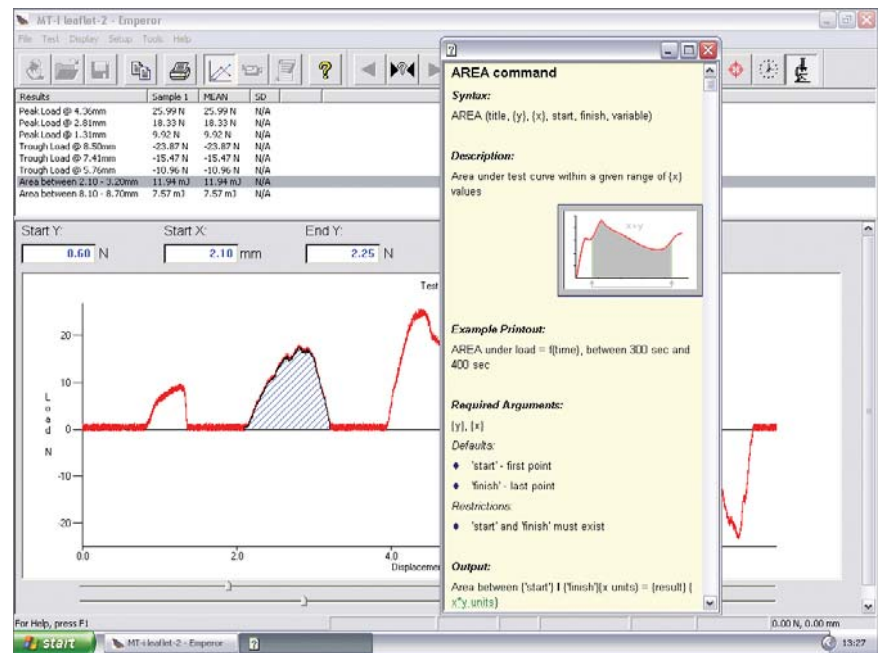 MT-I leaflet-2 - Emperor
File Test Display Setup Tools Help
Results Sample 1 MEAN SD
Peak Load @ 4.36mm 25.99 N 25.99 N N/A
Peak Load @ 2.81mm 18.33 N 18.33 N N/A
Peak Load @ 1.31mm 9.92 N 9.92 N N/A
Trough Load @ 8.50mm -23.87 N -23.87 N N/A
Trough Load @ 7.41mm -15.47 N -15.47 N N/A
Trough Load @ 5.76mm -10.96 N -10.96 N N/A
Area between 2.10 - 3.20mm 11.94 mJ 11.94 mJ N/A
Area between 8.10 - 8.70mm 7.57 mJ 7.57 mJ N/A
Start Y: Start X: End Y:
0.60 N 2.10 mm 2.25 N
Test
20
10
0
-10
-20
Load
N
0.0 2.0 4.0
Displaceme
AREA command
Syntax:
AREA (title, {y}, {x}, start, finish, variable)
Description:
Area under test curve within a given range of {x}
values
x*y
Example Printout:
AREA under load = f(time), between 300 sec and
400 sec
Required Arguments:
{y}, {x}
Defaults:
'start' - first point
'finish' - last point
Restrictions:
'start' and 'finish' must exist
Output:
Area between {'start'} I {'finish'}{x units} = {result} {
x*y.units}
For Help, press F1
0.00 N, 0.00 mm
start
MT-i leaflet-2 - Emperor
13:27